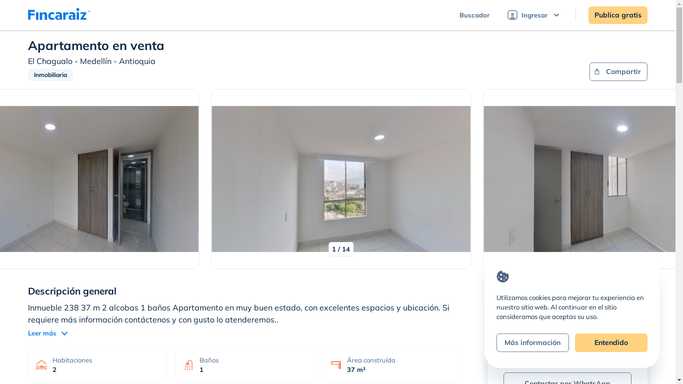 Fincaraiz
Buscador
Ingresar
Publica gratis
Apartamento en venta
El Chagualo - Medellín - Antioquia
Inmobiliaria
Compartir
1 / 14
Descripción general
Inmueble 238 37 m 2 alcobas 1 baños Apartamento en muy buen estado, con excelentes espacios y ubicación. Si
requiere más información contáctenos y con gusto lo atenderemos..
Leer más
Habitaciones
2
Baños
1
Área construída
37 m²
Utilizamos cookies para mejorar tu experiencia en
nuestro sitio web. Al continuar en el sitio
consideramos que aceptas su uso.
Más información
Entendido
Contactar por WhatsApp